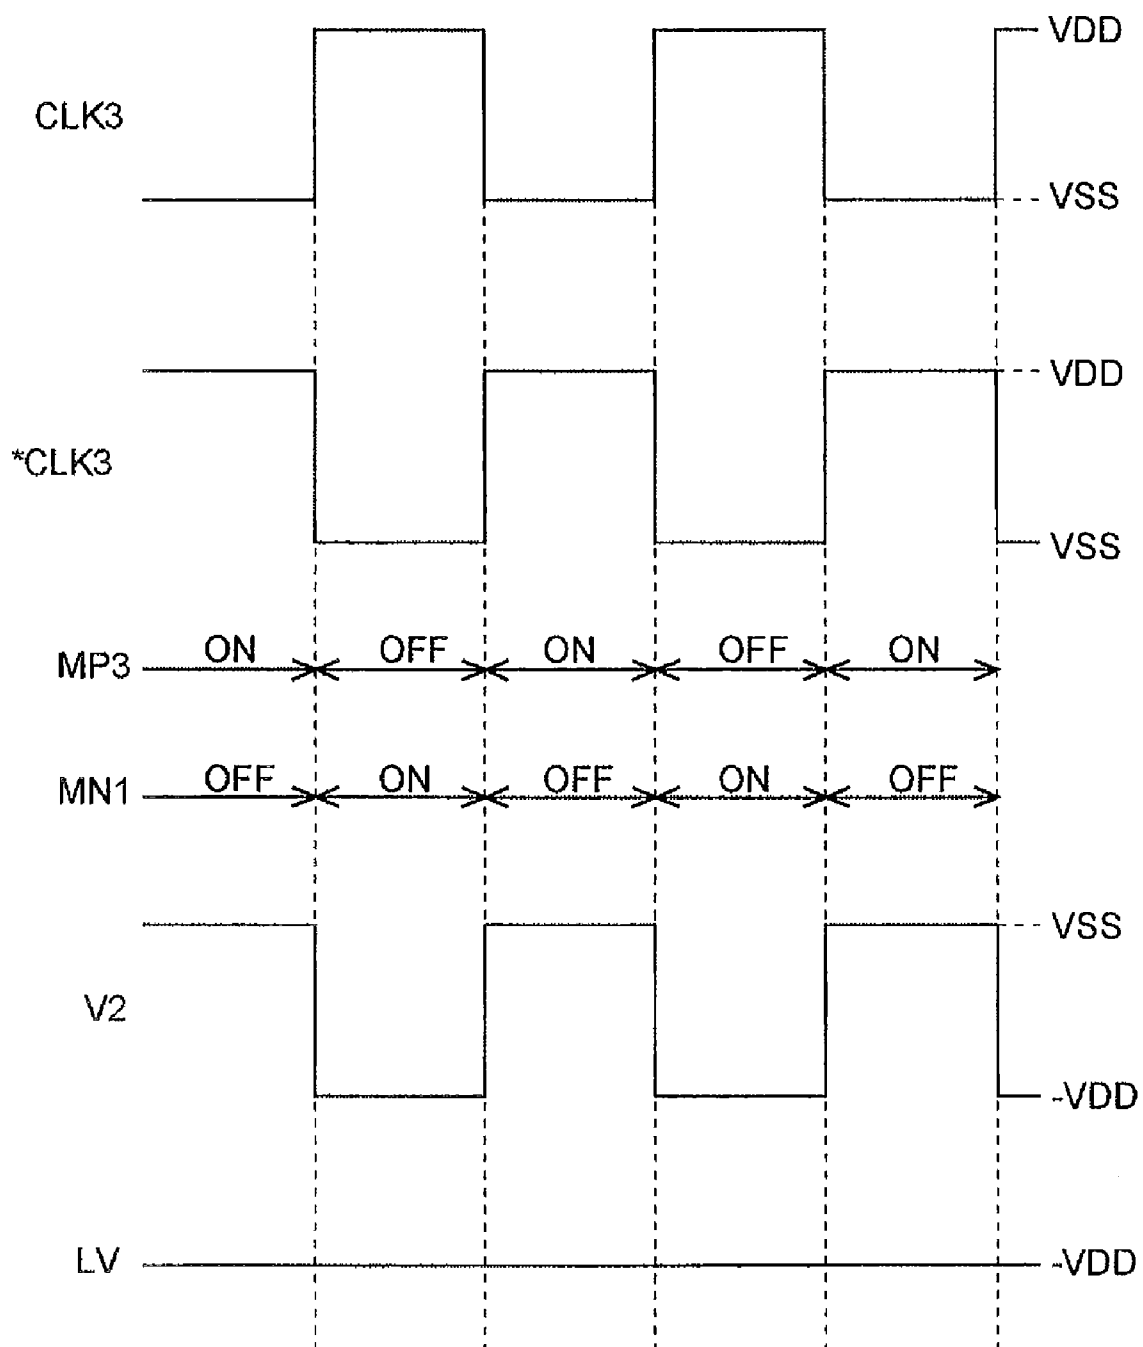 VDD
CLK3
VSS
VDD
*CLK3
VSS
MP3 ON OFF ON OFF ON
MN1 OFF ON OFF ON OFF
VSS
V2
-VDD
LV -VDD